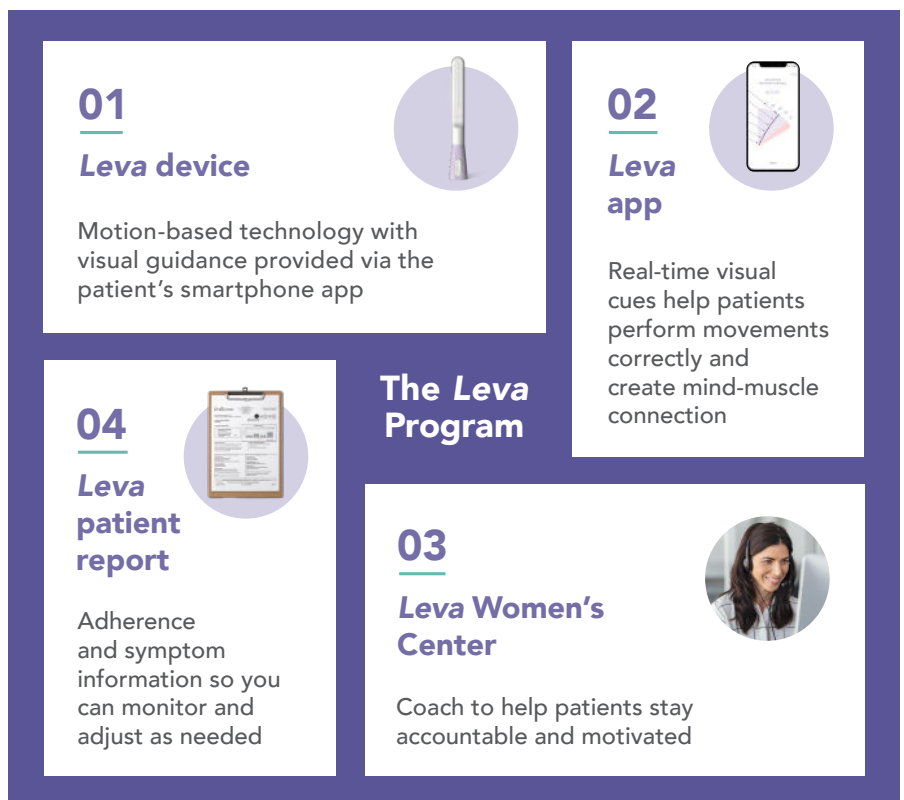 01
Leva device
Motion-based technology with
visual guidance provided via the
patient's smartphone app
02
Leva
app
Real-time visual
cues help patients
perform movements
correctly and
create mind-muscle
connection
The Leva
Program
03
Leva Women's
Center
Coach to help patients stay
accountable and motivated
04
Leva
patient
report
Adherence
and symptom
information so you
can monitor and
adjust as needed